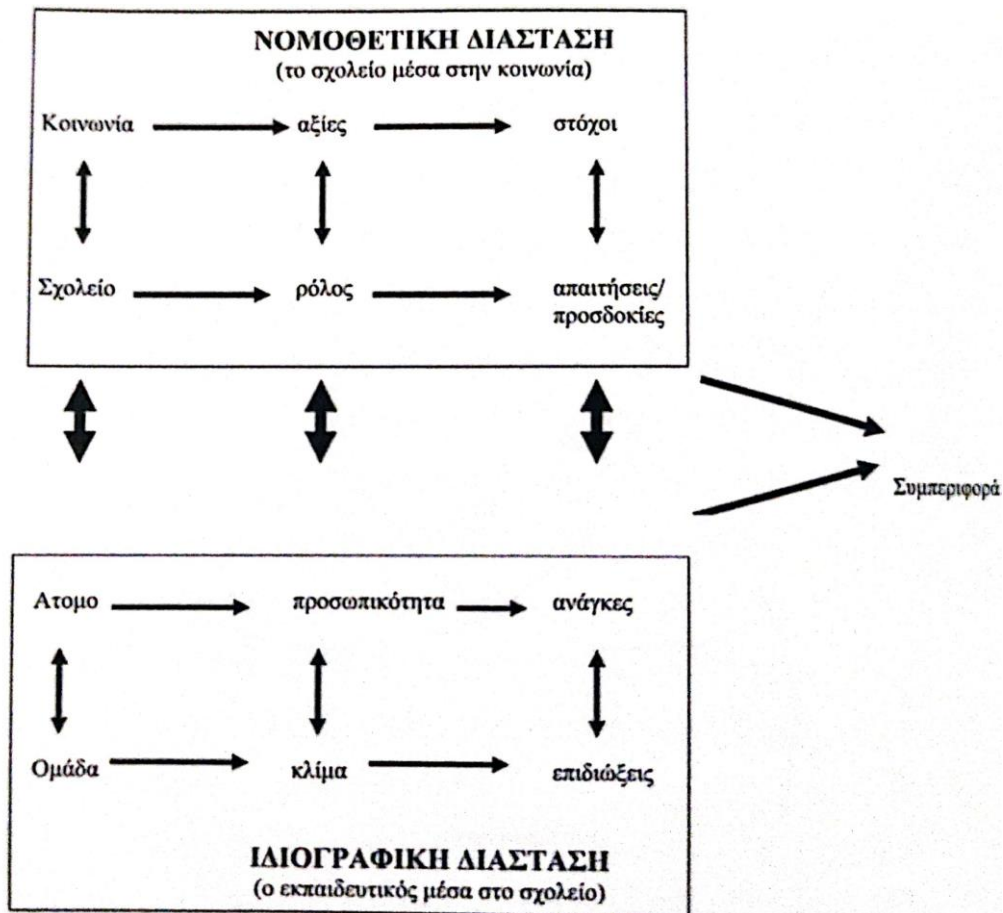 ΝΟΜΟΘΕΤΙΚΗ ΔΙΑΣΤΑΣΗ
(το σχολείο μέσα στην κοινωνία)
Κοινωνία αξίες στόχοι
Σχολείο ρόλος απαιτήσεις/
προσδοκίες
Συμπεριφορά
Ατομο προσωπικότητα ανάγκες
Ομάδα κλίμα επιδιώξεις
ΙΔΙΟΓΡΑΦΙΚΗ ΔΙΑΣΤΑΣΗ
(ο εκπαιδευτικός μέσα στο σχολείο)